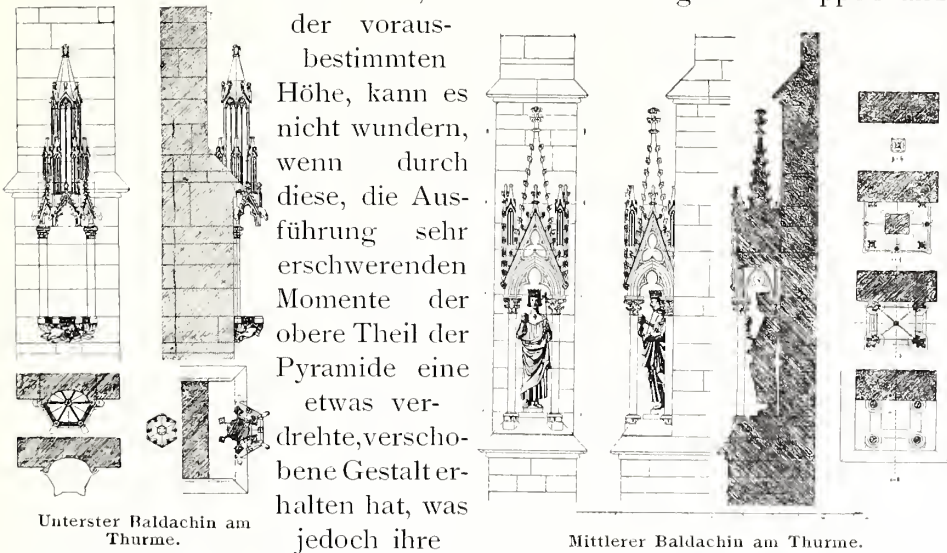 der voraus-
bestimmten
Höhe, kann es
nicht wundern,
wenn durch
diese, die Aus-
führung sehr
erschwerenden
Momente der
obere Theil der
Pyramide eine
etwas ver-
drehte,verscho-
bene Gestalt er-
halten hat, was
jedoch ihre
Unterster Baldachin am
Thurme.
Mittlerer Baldachin am Thurme.